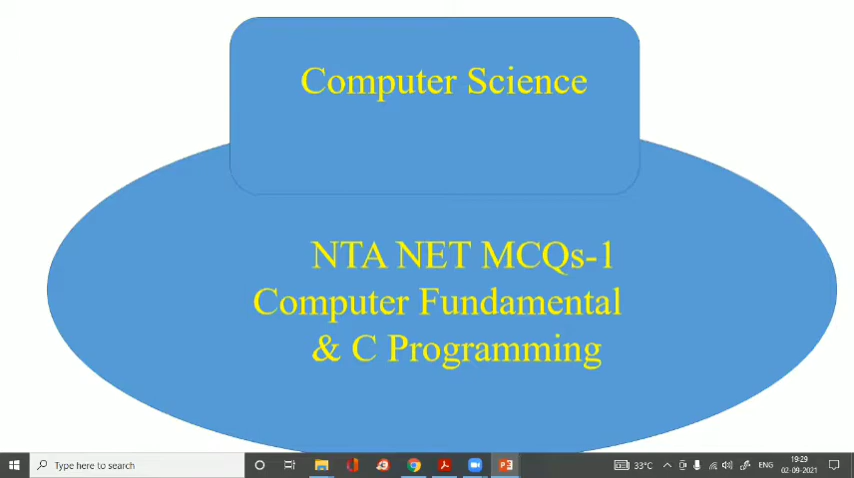 Computer Science
NTA NET MCQs-1
Computer Fundamental
& C Programming
Type here to search
33°C
ENG
19:29
02-09-2021